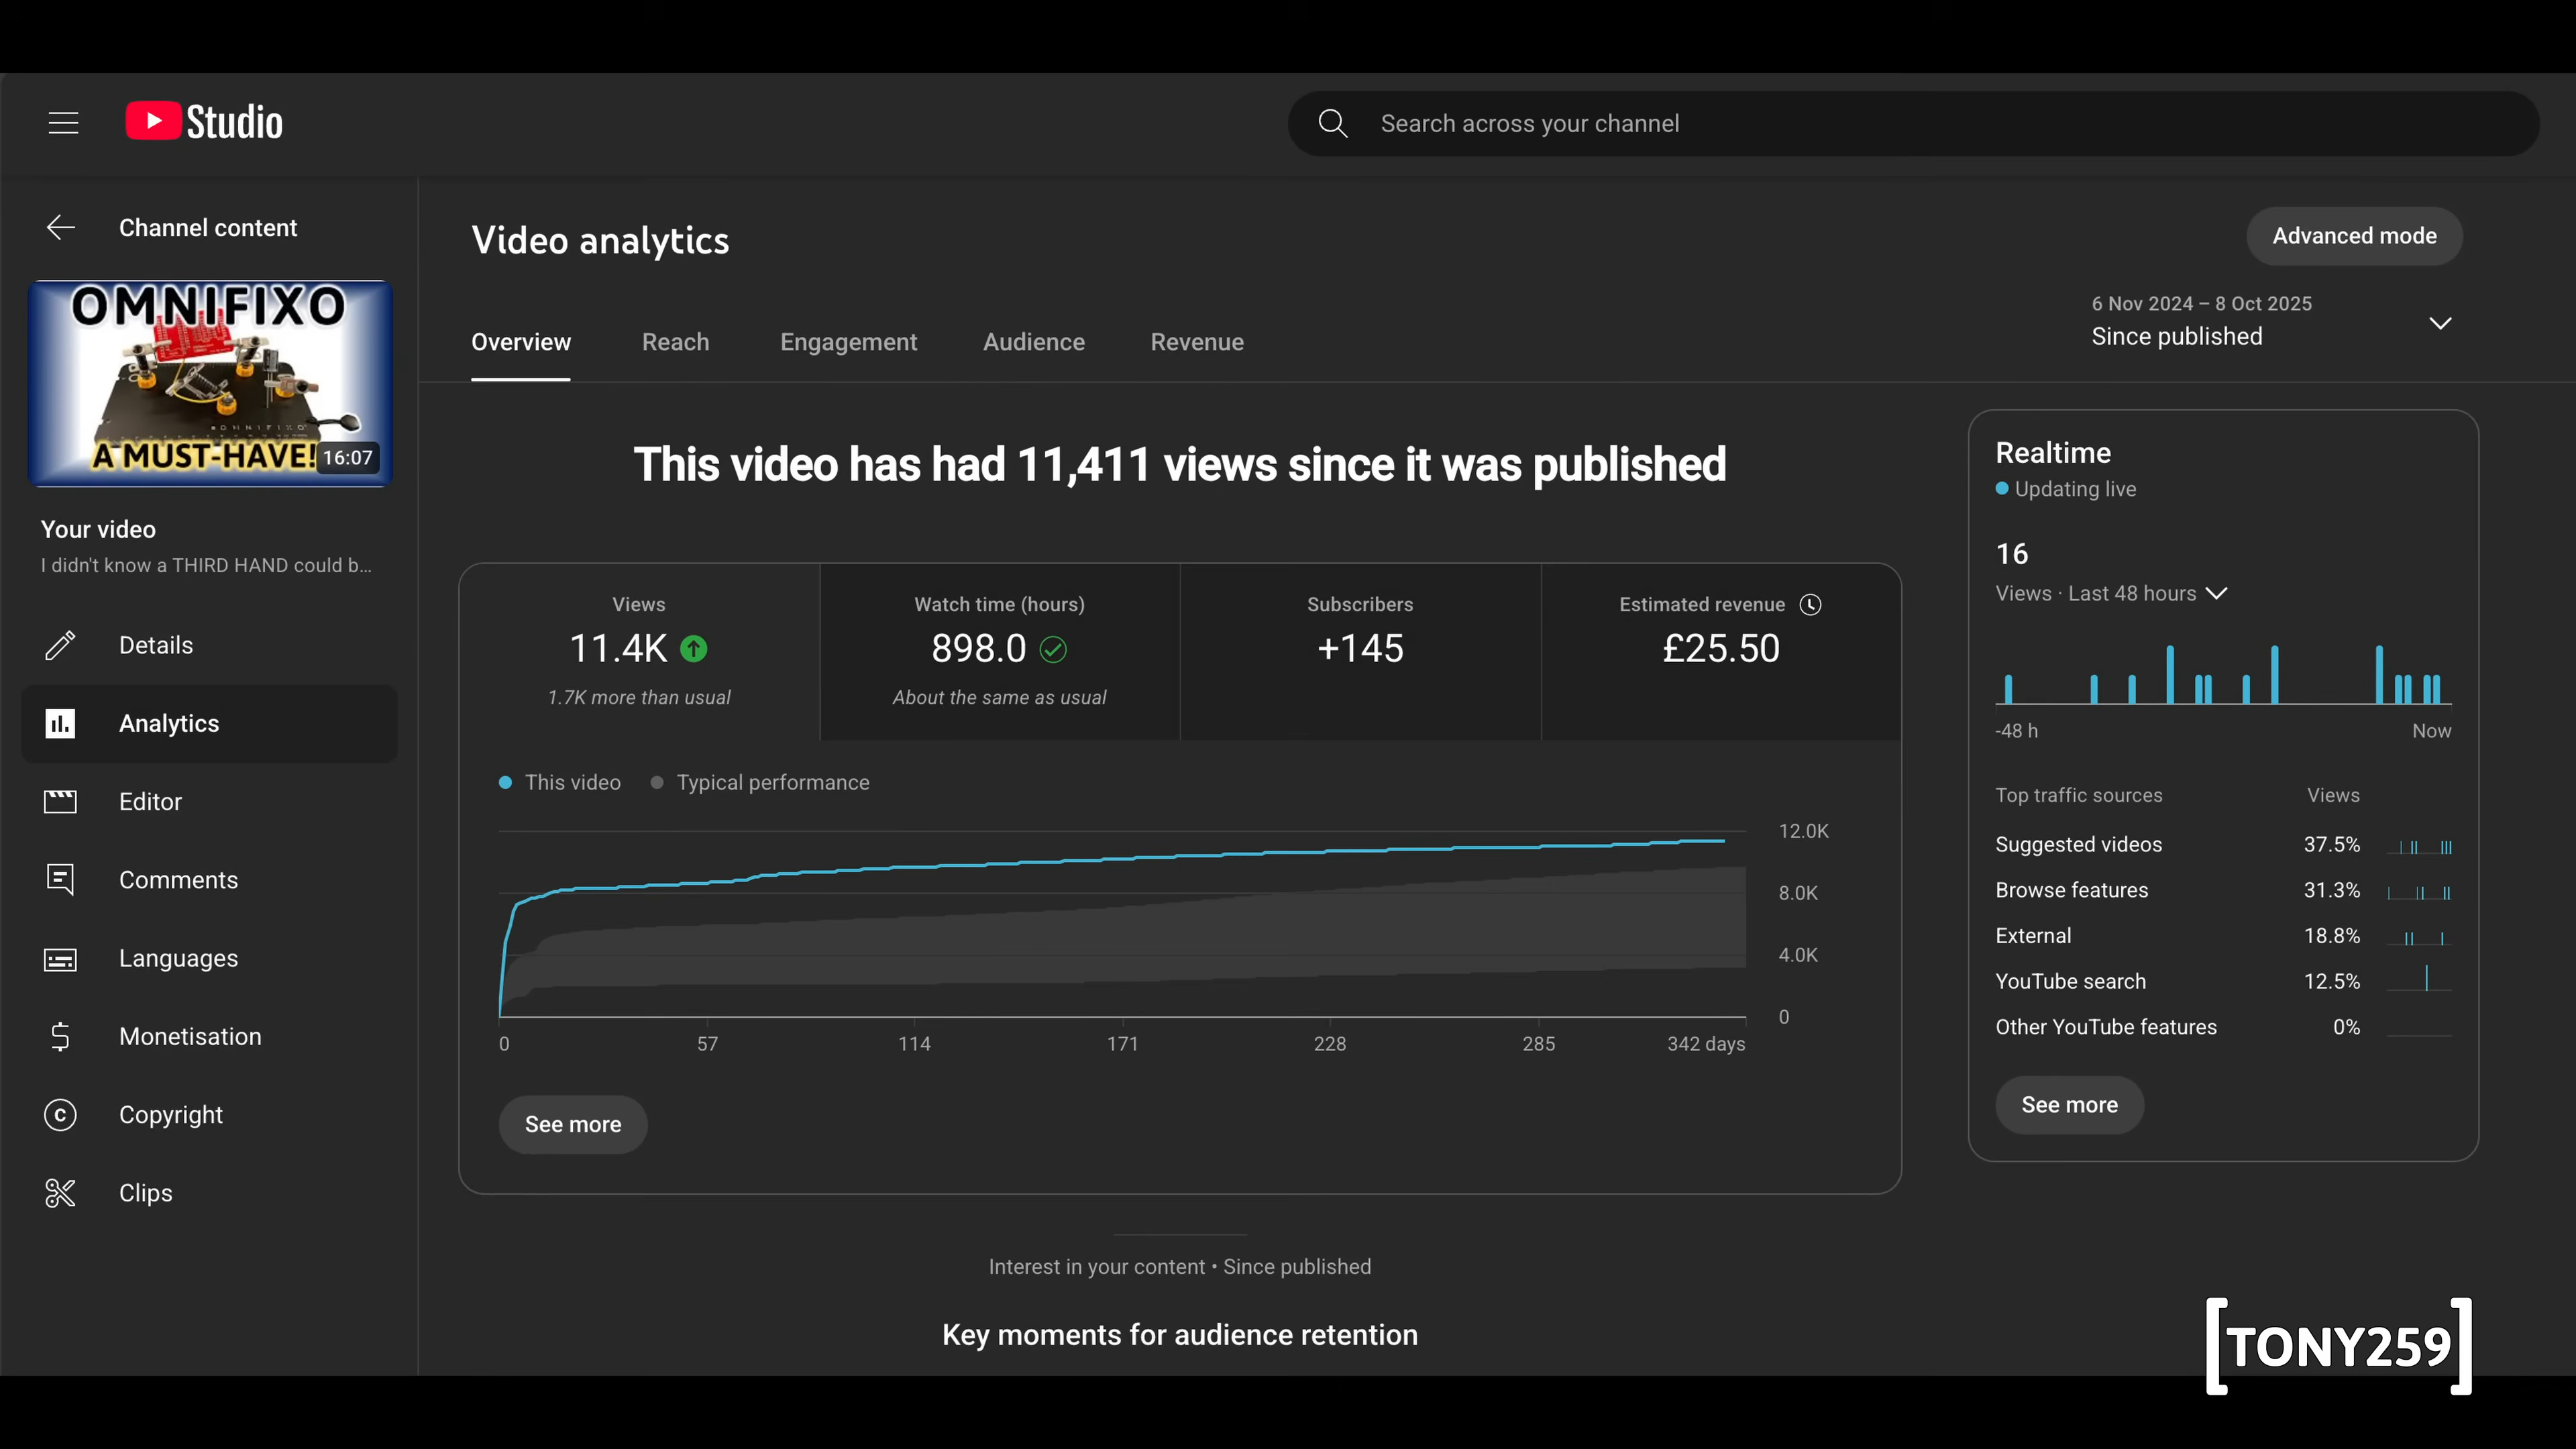 Studio
Search across your channel
Channel content
OMNIFIXO
OMNIFIXO
A MUST-HAVE!
16:07
Your video
I didn't know a THIRD HAND could b...
Details
Analytics
Editor
Comments
Languages
Monetisation
Copyright
Clips
Video analytics
Advanced mode
6 Nov 2024 – 8 Oct 2025
Since published
Overview Reach Engagement Audience Revenue
This video has had 11,411 views since it was published
Views
11.4K
1.7K more than usual
Watch time (hours)
898.0
About the same as usual
Subscribers
+145
Estimated revenue
£25.50
This video Typical performance
12.0K
8.0K
4.0K
0
0 57 114 171 228 285 342 days
See more
Interest in your content • Since published
Key moments for audience retention
Realtime
Updating live
16
Views · Last 48 hours
-48 h Now
Top traffic sources Views
Suggested videos 37.5%
Browse features 31.3%
External 18.8%
YouTube search 12.5%
Other YouTube features 0%
See more
[TONY259]